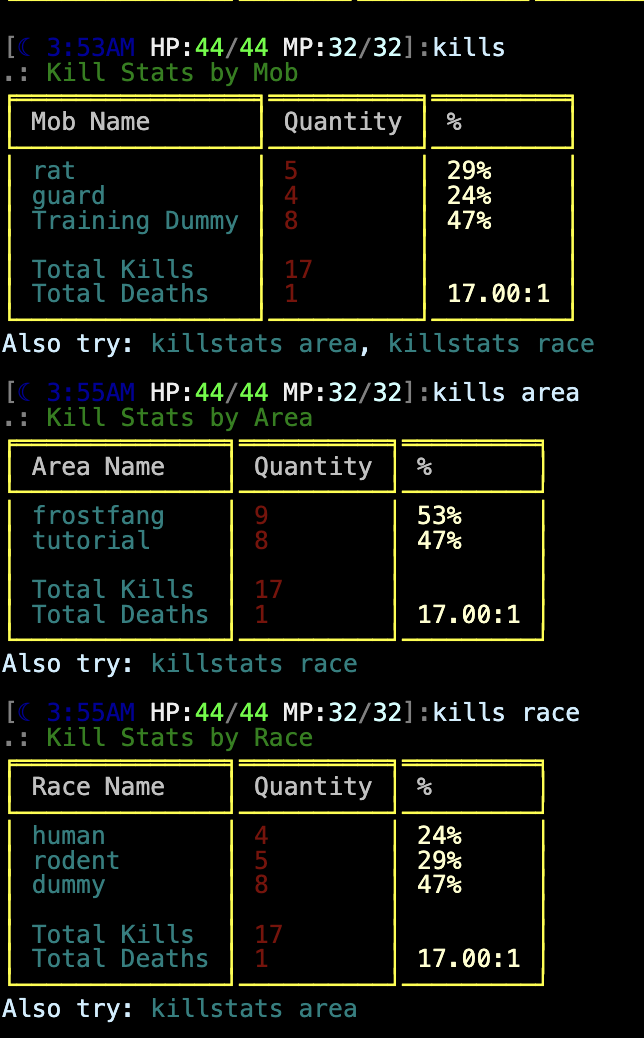 [☾ 3:53AM HP:44/44 MP:32/32]:kills
.: Kill Stats by Mob
Mob Name Quantity %
rat 5 29%
guard 4 24%
Training Dummy 8 47%
Total Kills 17
Total Deaths 1 17.00:1
Also try: killstats area, killstats race
[☾ 3:55AM HP:44/44 MP:32/32]:kills area
.: Kill Stats by Area
Area Name Quantity %
frostfang 9 53%
tutorial 8 47%
Total Kills 17
Total Deaths 1 17.00:1
Also try: killstats race
[☾ 3:55AM HP:44/44 MP:32/32]:kills race
.: Kill Stats by Race
Race Name Quantity %
human 4 24%
rodent 5 29%
dummy 8 47%
Total Kills 17
Total Deaths 1 17.00:1
Also try: killstats area